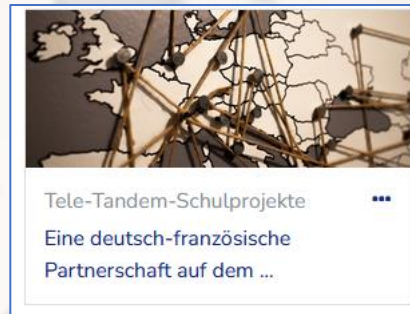 Tele-Tandem-Schulprojekte
Eine deutsch-französische
Partnerschaft auf dem ...